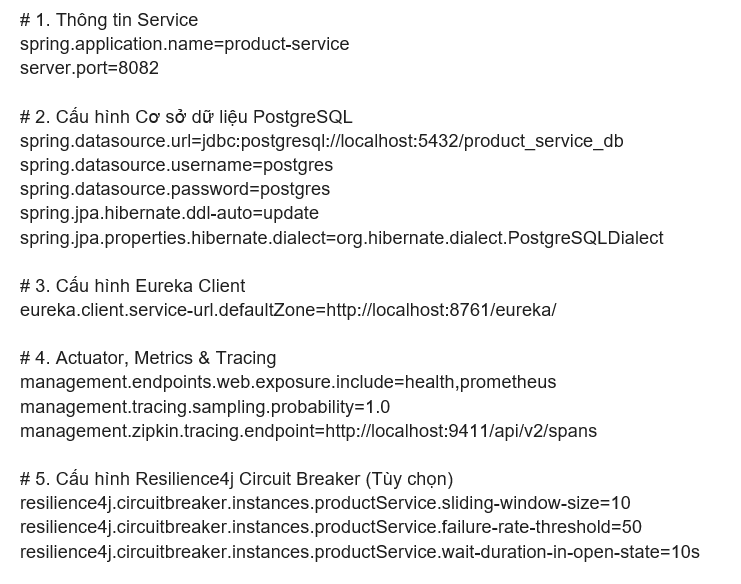 # 1. Thông tin Service
spring.application.name=product-service
server.port=8082

# 2. Cấu hình Cơ sở dữ liệu PostgreSQL
spring.datasource.url=jdbc:postgresql://localhost:5432/product_service_db
spring.datasource.username=postgres
spring.datasource.password=postgres
spring.jpa.hibernate.ddl-auto=update
spring.jpa.properties.hibernate.dialect=org.hibernate.dialect.PostgreSQLDialect

# 3. Cấu hình Eureka Client
eureka.client.service-url.defaultZone=http://localhost:8761/eureka/

# 4. Actuator, Metrics & Tracing
management.endpoints.web.exposure.include=health,prometheus
management.tracing.sampling.probability=1.0
management.zipkin.tracing.endpoint=http://localhost:9411/api/v2/spans

# 5. Cấu hình Resilience4j Circuit Breaker (Tùy chọn)
resilience4j.circuitbreaker.instances.productService.sliding-window-size=10
resilience4j.circuitbreaker.instances.productService.failure-rate-threshold=50
resilience4j.circuitbreaker.instances.productService.wait-duration-in-open-state=10s